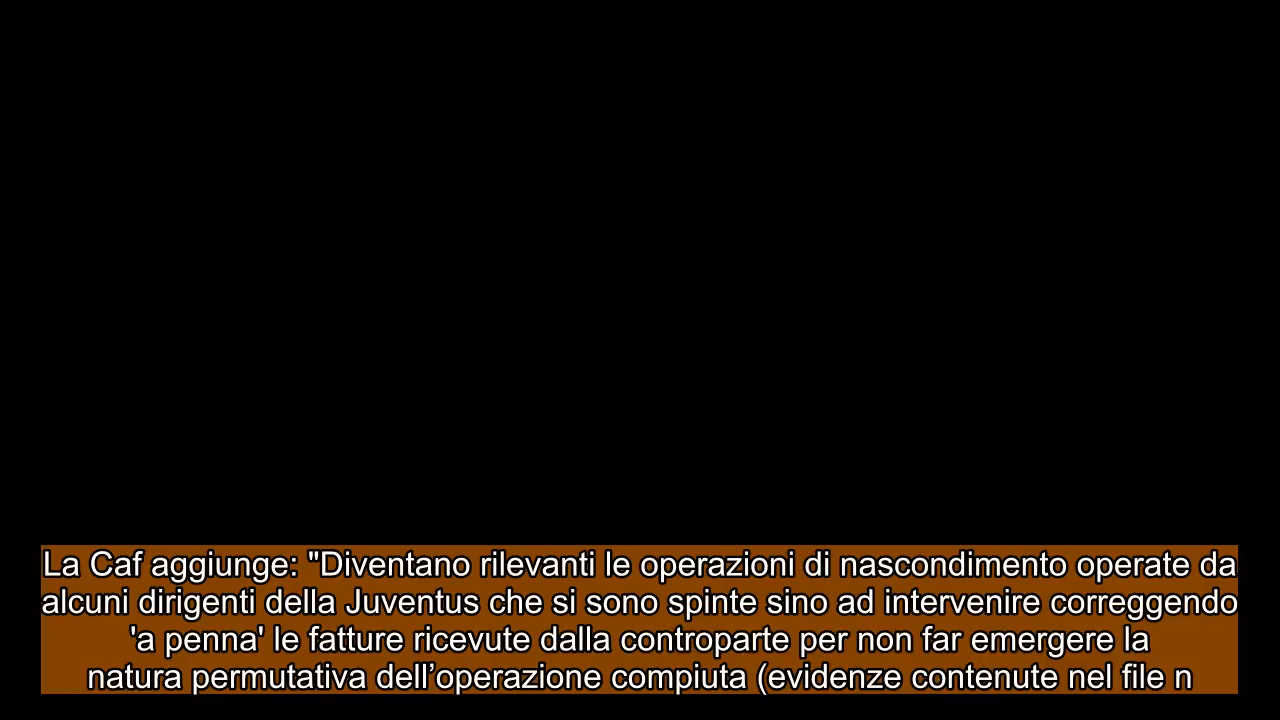 La Caf aggiunge: "Diventano rilevanti le operazioni di nascondimento operate da
alcuni dirigenti della Juventus che si sono spinte sino ad intervenire correggendo
'a penna' le fatture ricevute dalla controparte per non far emergere la
natura permutativa dell’operazione compiuta (evidenze contenute nel file n